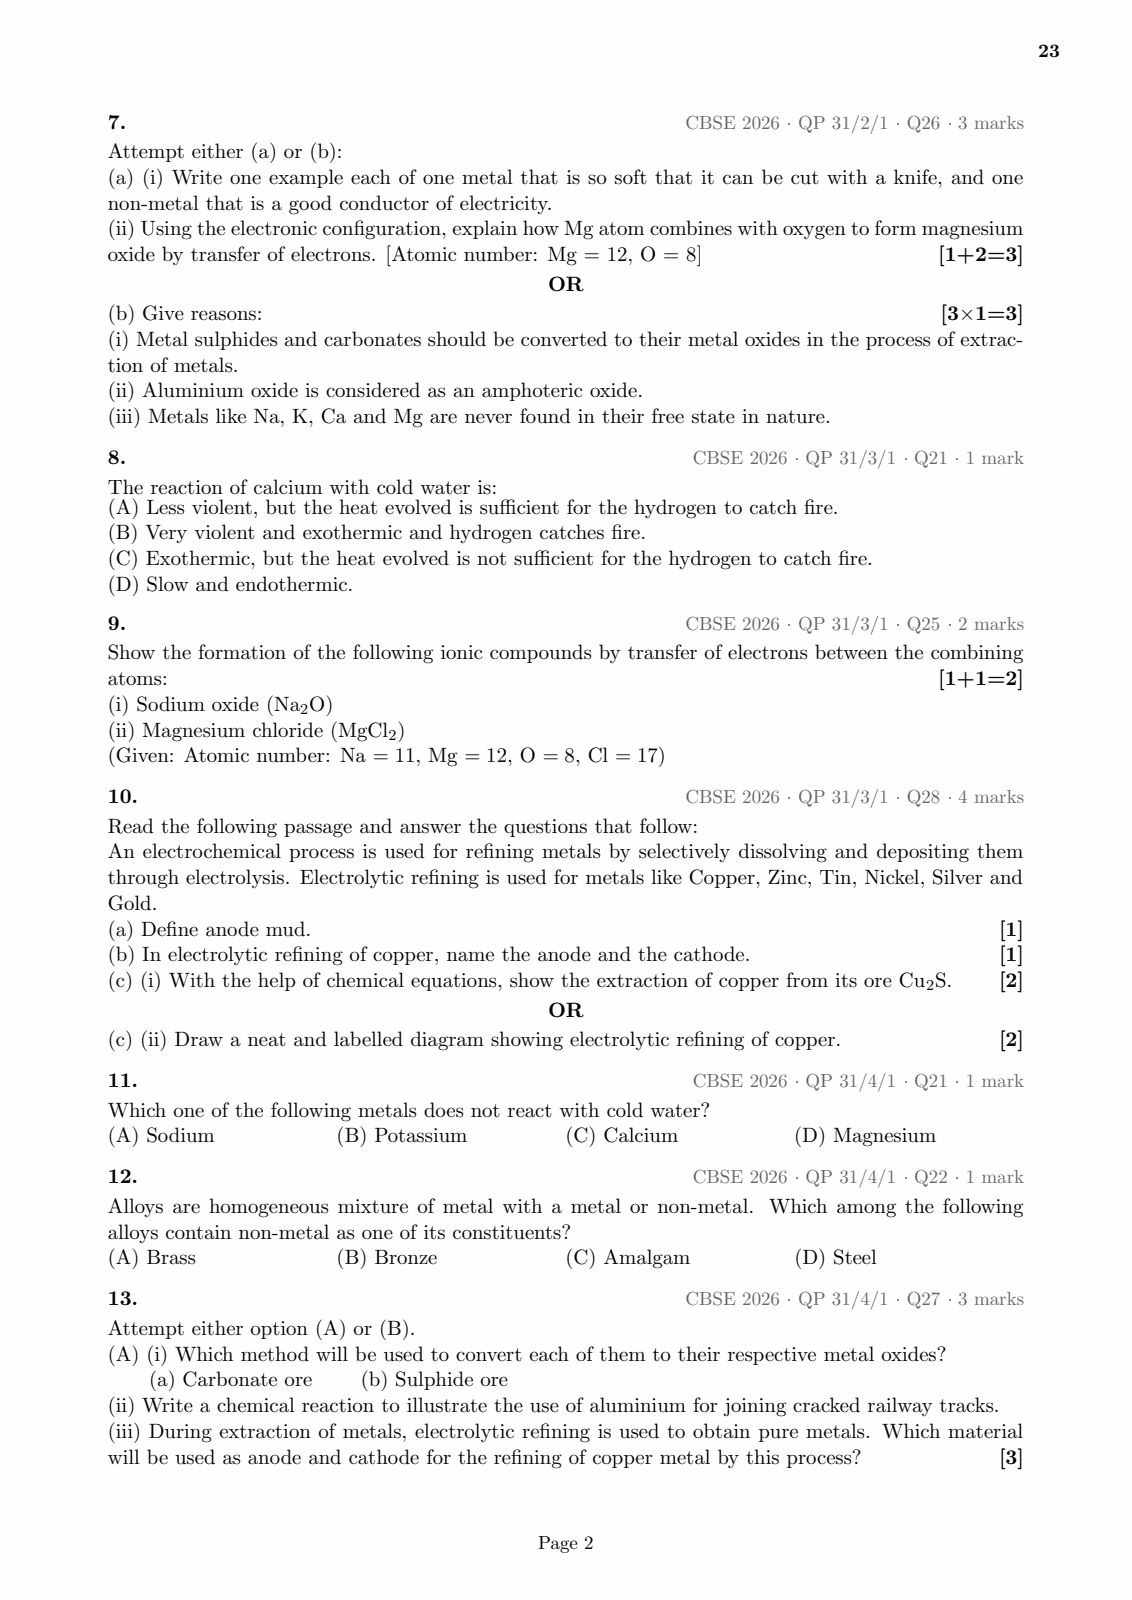 23
7. CBSE 2026 · QP 31/2/1 · Q26 · 3 marks
Attempt either (a) or (b):
(a) (i) Write one example each of one metal that is so soft that it can be cut with a knife, and one
non-metal that is a good conductor of electricity.
(ii) Using the electronic configuration, explain how Mg atom combines with oxygen to form magnesium
oxide by transfer of electrons. [Atomic number: Mg = 12, O = 8] [1+2=3]
OR
(b) Give reasons: [3×1=3]
(i) Metal sulphides and carbonates should be converted to their metal oxides in the process of extrac-
tion of metals.
(ii) Aluminium oxide is considered as an amphoteric oxide.
(iii) Metals like Na, K, Ca and Mg are never found in their free state in nature.
8. CBSE 2026 · QP 31/3/1 · Q21 · 1 mark
The reaction of calcium with cold water is:
(A) Less violent, but the heat evolved is sufficient for the hydrogen to catch fire.
(B) Very violent and exothermic and hydrogen catches fire.
(C) Exothermic, but the heat evolved is not sufficient for the hydrogen to catch fire.
(D) Slow and endothermic.
9. CBSE 2026 · QP 31/3/1 · Q25 · 2 marks
Show the formation of the following ionic compounds by transfer of electrons between the combining
atoms: [1+1=2]
(i) Sodium oxide (Na₂O)
(ii) Magnesium chloride (MgCl₂)
(Given: Atomic number: Na = 11, Mg = 12, O = 8, Cl = 17)
10. CBSE 2026 · QP 31/3/1 · Q28 · 4 marks
Read the following passage and answer the questions that follow:
An electrochemical process is used for refining metals by selectively dissolving and depositing them
through electrolysis. Electrolytic refining is used for metals like Copper, Zinc, Tin, Nickel, Silver and
Gold.
(a) Define anode mud. [1]
(b) In electrolytic refining of copper, name the anode and the cathode. [1]
(c) (i) With the help of chemical equations, show the extraction of copper from its ore Cu₂S. [2]
OR
(c) (ii) Draw a neat and labelled diagram showing electrolytic refining of copper. [2]
11. CBSE 2026 · QP 31/4/1 · Q21 · 1 mark
Which one of the following metals does not react with cold water?
(A) Sodium (B) Potassium (C) Calcium (D) Magnesium
12. CBSE 2026 · QP 31/4/1 · Q22 · 1 mark
Alloys are homogeneous mixture of metal with a metal or non-metal. Which among the following
alloys contain non-metal as one of its constituents?
(A) Brass (B) Bronze (C) Amalgam (D) Steel
13. CBSE 2026 · QP 31/4/1 · Q27 · 3 marks
Attempt either option (A) or (B).
(A) (i) Which method will be used to convert each of them to their respective metal oxides?
(a) Carbonate ore (b) Sulphide ore
(ii) Write a chemical reaction to illustrate the use of aluminium for joining cracked railway tracks.
(iii) During extraction of metals, electrolytic refining is used to obtain pure metals. Which material
will be used as anode and cathode for the refining of copper metal by this process? [3]
Page 2